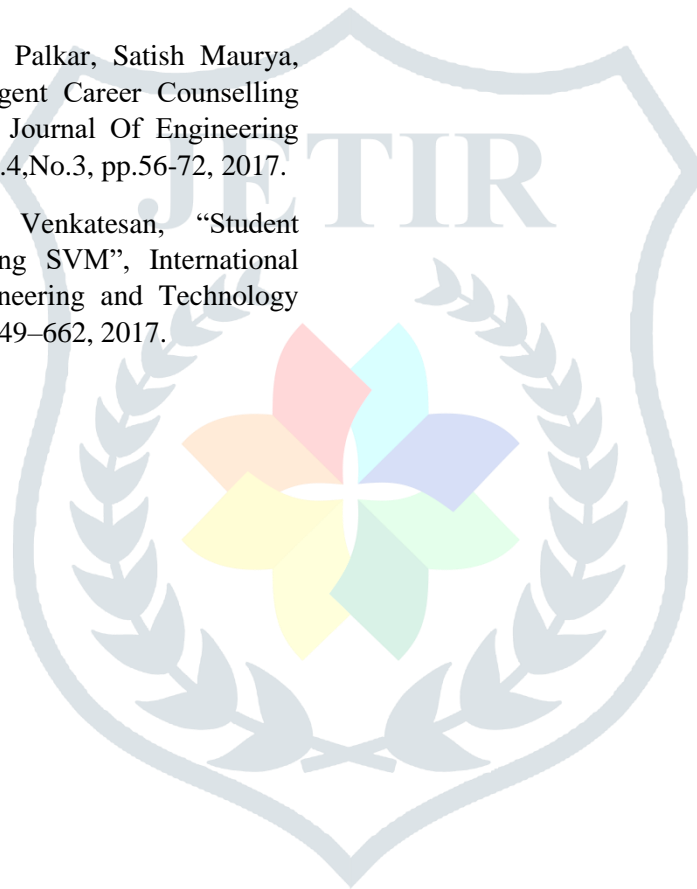 Palkar, Satish Maurya,
gent Career Counselling
Journal Of Engineering
.4,No.3, pp.56-72, 2017.
Venkatesan, “Student
ng SVM”, International
neering and Technology
49–662, 2017.
JETIR